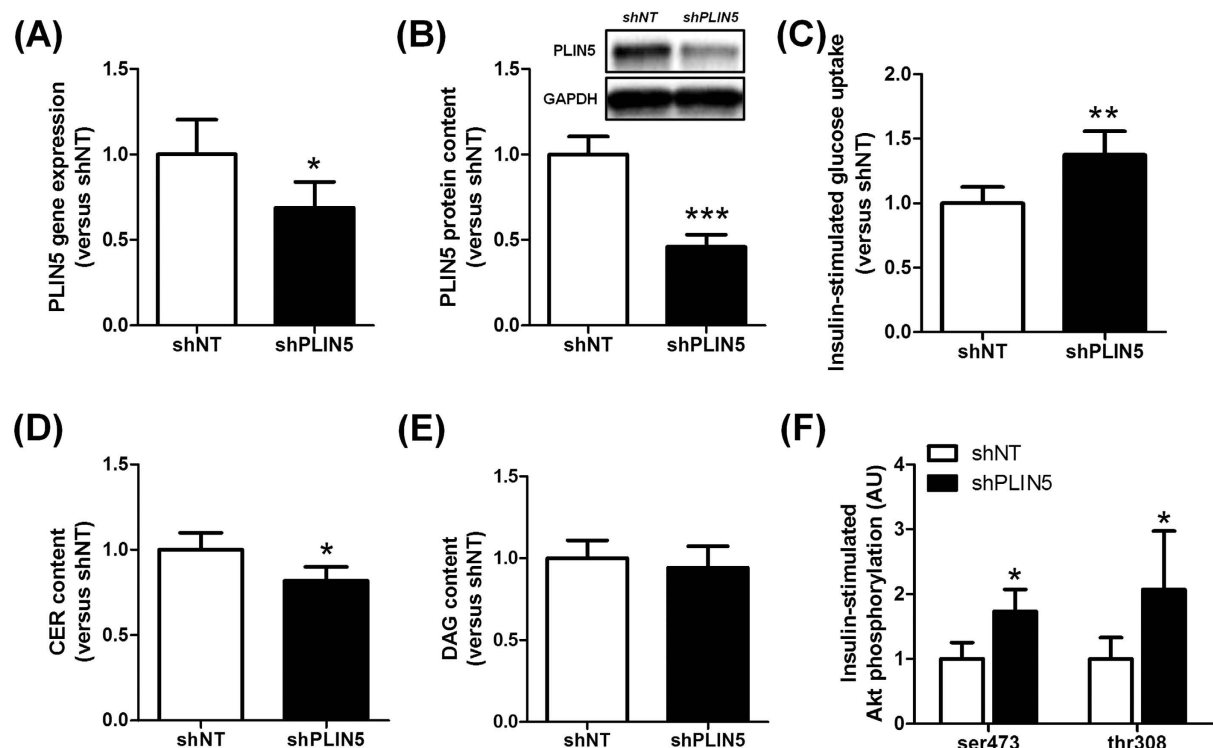 (A)
PLIN5 gene expression
(versus shNT)
1.5
1.0
0.5
0.0
*
shNT
shPLIN5
(B)
PLIN5 protein content
(versus shNT)
1.5
1.0
0.5
0.0
shNT
shPLIN5
PLIN5
GAPDH
***
shNT
shPLIN5
(C)
Insulin-stimulated glucose uptake
(versus shNT)
2.0
1.5
1.0
0.5
0.0
**
shNT
shPLIN5
(D)
CER content
(versus shNT)
1.5
1.0
0.5
0.0
*
shNT
shPLIN5
(E)
DAG content
(versus shNT)
1.5
1.0
0.5
0.0
shNT
shPLIN5
(F)
Insulin-stimulated
Akt phosphorylation (AU)
4
3
2
1
0
shNT
shPLIN5
*
*
ser473
thr308